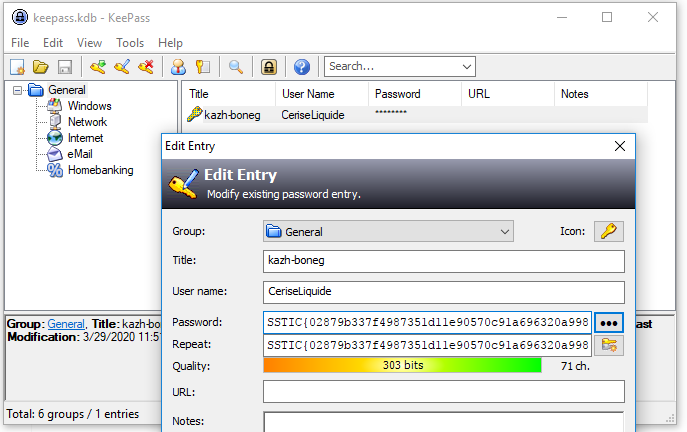 keepass.kdb - KeePass
File Edit View Tools Help
Search...
General
Windows
Network
Internet
eMail
Homebanking
Title User Name Password URL Notes
kazh-boneg CeriseLiquide ********
Edit Entry
Edit Entry
Modify existing password entry.
Group: General Icon:
Title: kazh-boneg
User name: CeriseLiquide
Password: SSTIC{02879b337f4987351d11e90570c91a696320a998
Repeat: SSTIC{02879b337f4987351d11e90570c91a696320a998
Quality: 303 bits 71 ch.
URL:
Notes:
Group: General, Title: kazh-bo ast
Modification: 3/29/2020 11:5
Total: 6 groups / 1 entries